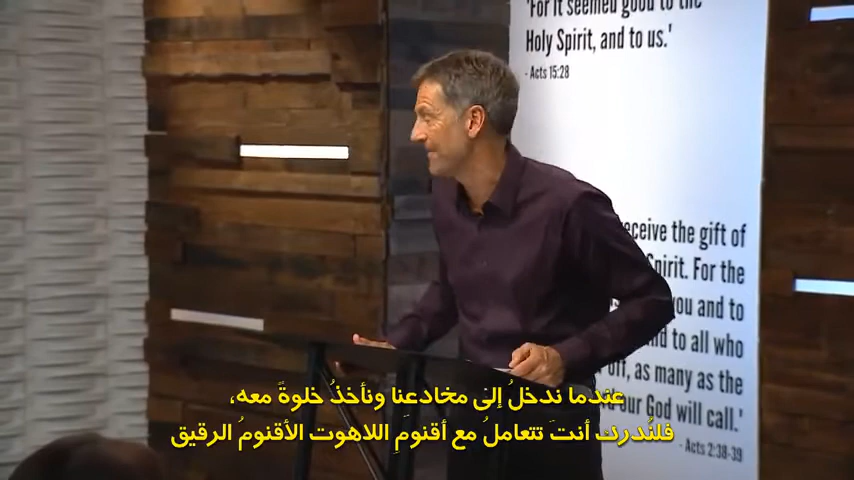 'For it seemed good to the
Holy Spirit, and to us.'
- Acts 15:28
receive the gift of
Spirit. For the
you and to
and to all who
off, as many as the
our God will call.'
- Acts 2:38-39
عندما ندخلُ إلى مخادعنا ونأخذُ خلوةً معه،
فلنُدرك أنتَ تتعاملُ مع أقنومِ اللاهوت الأقنومُ الرقيق